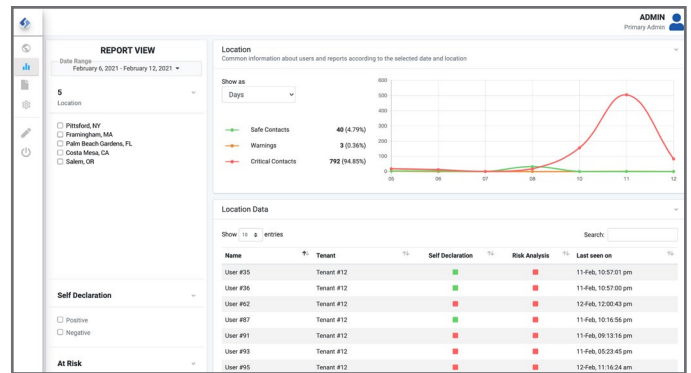 ADMIN
Primary Admin
REPORT VIEW
Date Range
February 6, 2021 - February 12, 2021
5
Location
Pittsford, NY
Framingham, MA
Palm Beach Gardens, FL
Costa Mesa, CA
Salem, OR
Self Declaration
Positive
Negative
At Risk
Location
Common information about users and reports according to the selected date and location
Show as
Days
Safe Contacts 40 (4.79%)
Warnings 3 (0.36%)
Critical Contacts 792 (94.85%)
600
500
400
300
200
100
0
05 06 07 08 10 11 12
Location Data
Show 10 entries Search:
Name Tenant Self Declaration Risk Analysis Last seen on
User #35 Tenant #12 11-Feb, 10:57:01 pm
User #36 Tenant #12 11-Feb, 10:57:00 pm
User #62 Tenant #12 12-Feb, 12:00:43 pm
User #87 Tenant #12 11-Feb, 10:16:56 pm
User #91 Tenant #12 11-Feb, 09:13:16 pm
User #93 Tenant #12 11-Feb, 05:23:45 pm
User #95 Tenant #12 12-Feb, 11:16:24 am